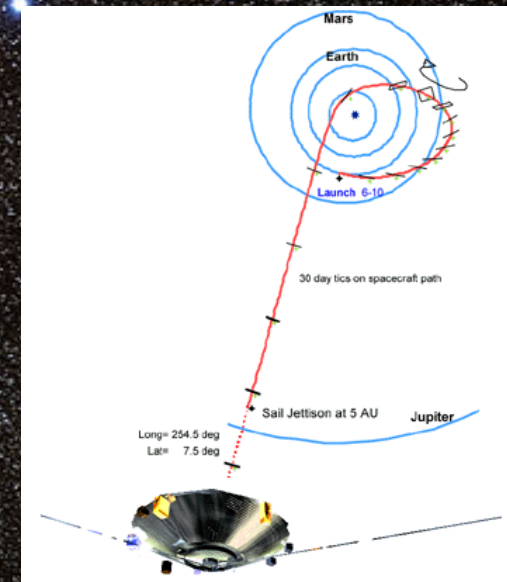 Mars
Earth
Launch 6-10
30 day tics on spacecraft path
Sail Jettison at 5 AU
Jupiter
Long= 254.5 deg
Lat= 7.5 deg